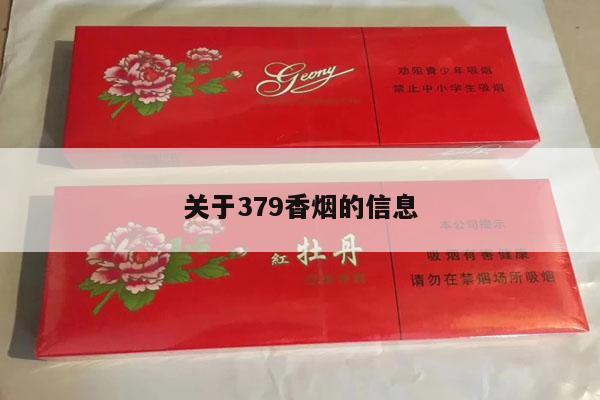 Geony
劝阻青少年吸烟
禁止中小学生吸烟
关于379香烟的信息
紅牡丹
本公司提示
吸烟有害健康
请勿在禁烟场所吸烟